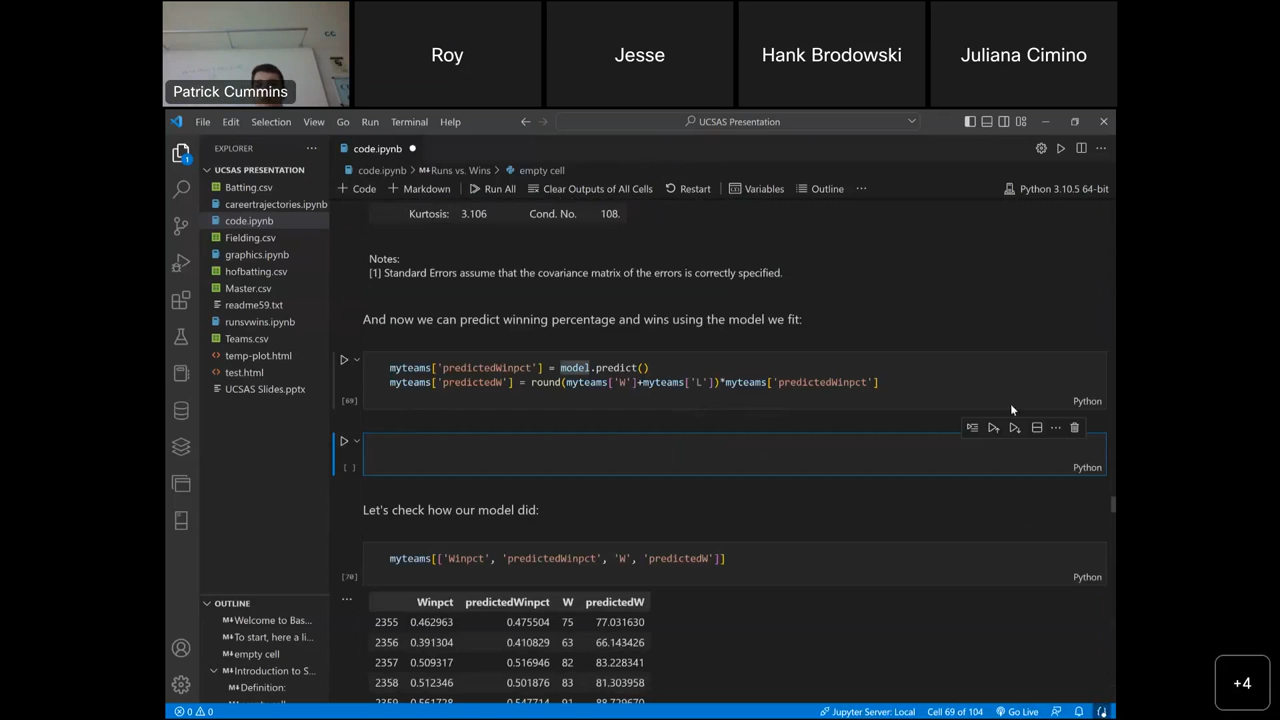 Patrick Cummins
Roy
Jesse
Hank Brodowski
Juliana Cimino
File Edit Selection View Go Run Terminal Help
UCSAS Presentation
EXPLORER
code.ipynb
UCSAS PRESENTATION
Batting.csv
careertrajectories.ipynb
code.ipynb
Fielding.csv
graphics.ipynb
hofbatting.csv
Master.csv
readme59.txt
runsvwins.ipynb
Teams.csv
temp-plot.html
test.html
UCSAS Slides.pptx
OUTLINE
Welcome to Bas...
To start, here a li...
empty cell
Introduction to S...
Definition:
code.ipynb > Runs vs. Wins > empty cell
+ Code + Markdown Run All Clear Outputs of All Cells Restart Variables Outline ... Python 3.10.5 64-bit
Kurtosis: 3.106 Cond. No. 108.
Notes:
[1] Standard Errors assume that the covariance matrix of the errors is correctly specified.
And now we can predict winning percentage and wins using the model we fit:
myteams['predictedWinpct'] = model.predict()
myteams['predictedW'] = round(myteams['W']+myteams['L'])*myteams['predictedWinpct']
[69] Python
[ ] Python
Let's check how our model did:
myteams[['Winpct', 'predictedWinpct', 'W', 'predictedW']]
[70] Python
Winpct predictedWinpct W predictedW
2355 0.462963 0.475504 75 77.031630
2356 0.391304 0.410829 63 66.143426
2357 0.509317 0.516946 82 83.228341
2358 0.512346 0.501876 83 81.303958
2359 0.561728 0.547714 91 88.729670
0 0 Jupyter Server: Local Cell 69 of 104 Go Live
+4